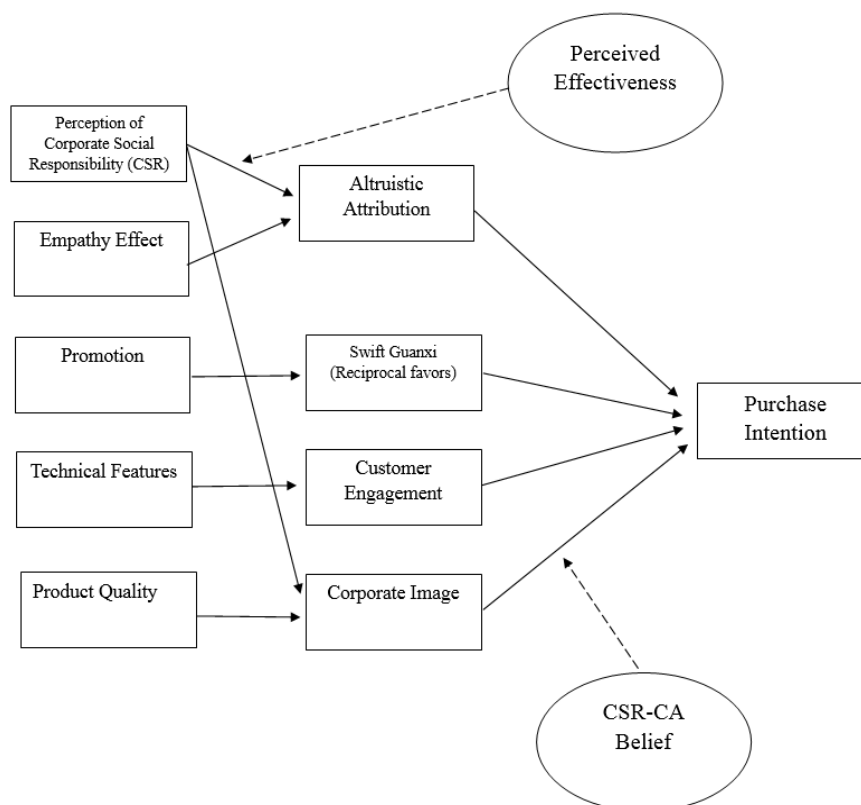 Perceived
Effectiveness
Perception of
Corporate Social
Responsibility (CSR)
Altruistic
Attribution
Empathy Effect
Promotion
Swift Guanxi
(Reciprocal favors)
Purchase
Intention
Technical Features
Customer
Engagement
Product Quality
Corporate Image
CSR-CA
Belief